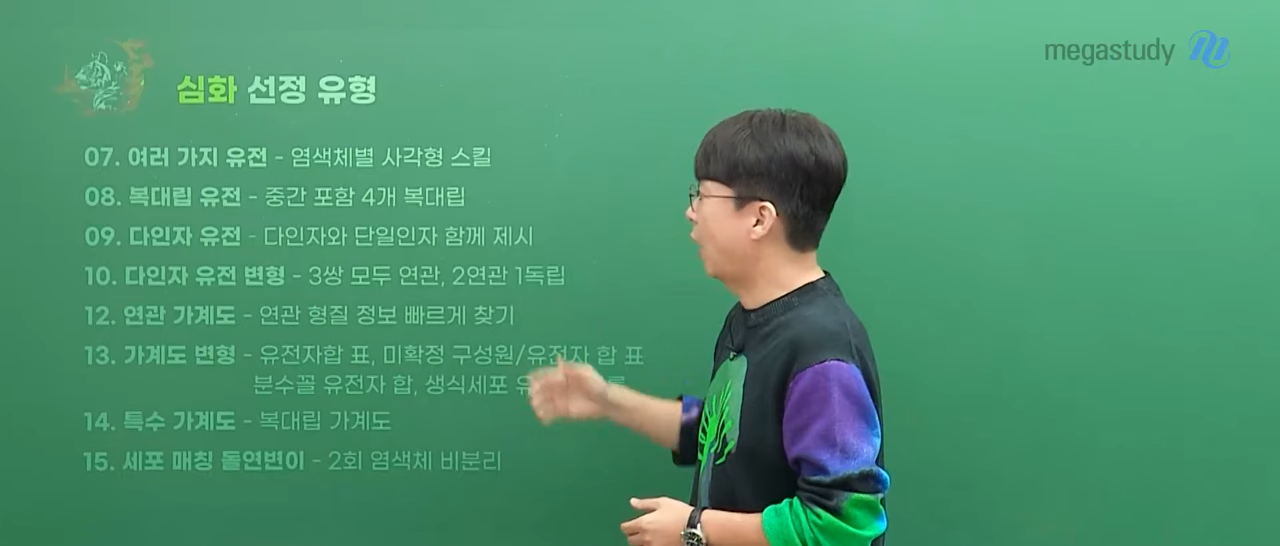 megastudy
심화 선정 유형
07. 여러 가지 유전 - 염색체별 사각형 스킬
08. 복대립 유전 - 중간 포함 4개 복대립
09. 다인자 유전 - 다인자와 단일인자 함께 제시
10. 다인자 유전 변형 - 3쌍 모두 연관, 2연관 1독립
12. 연관 가계도 - 연관 형질 정보 빠르게 찾기
13. 가계도 변형 - 유전자합 표, 미확정 구성원/유전자 합 표
분수꼴 유전자 합, 생식세포
14. 특수 가계도 - 복대립 가계도
15. 세포 매칭 돌연변이 - 2회 염색체 비분리